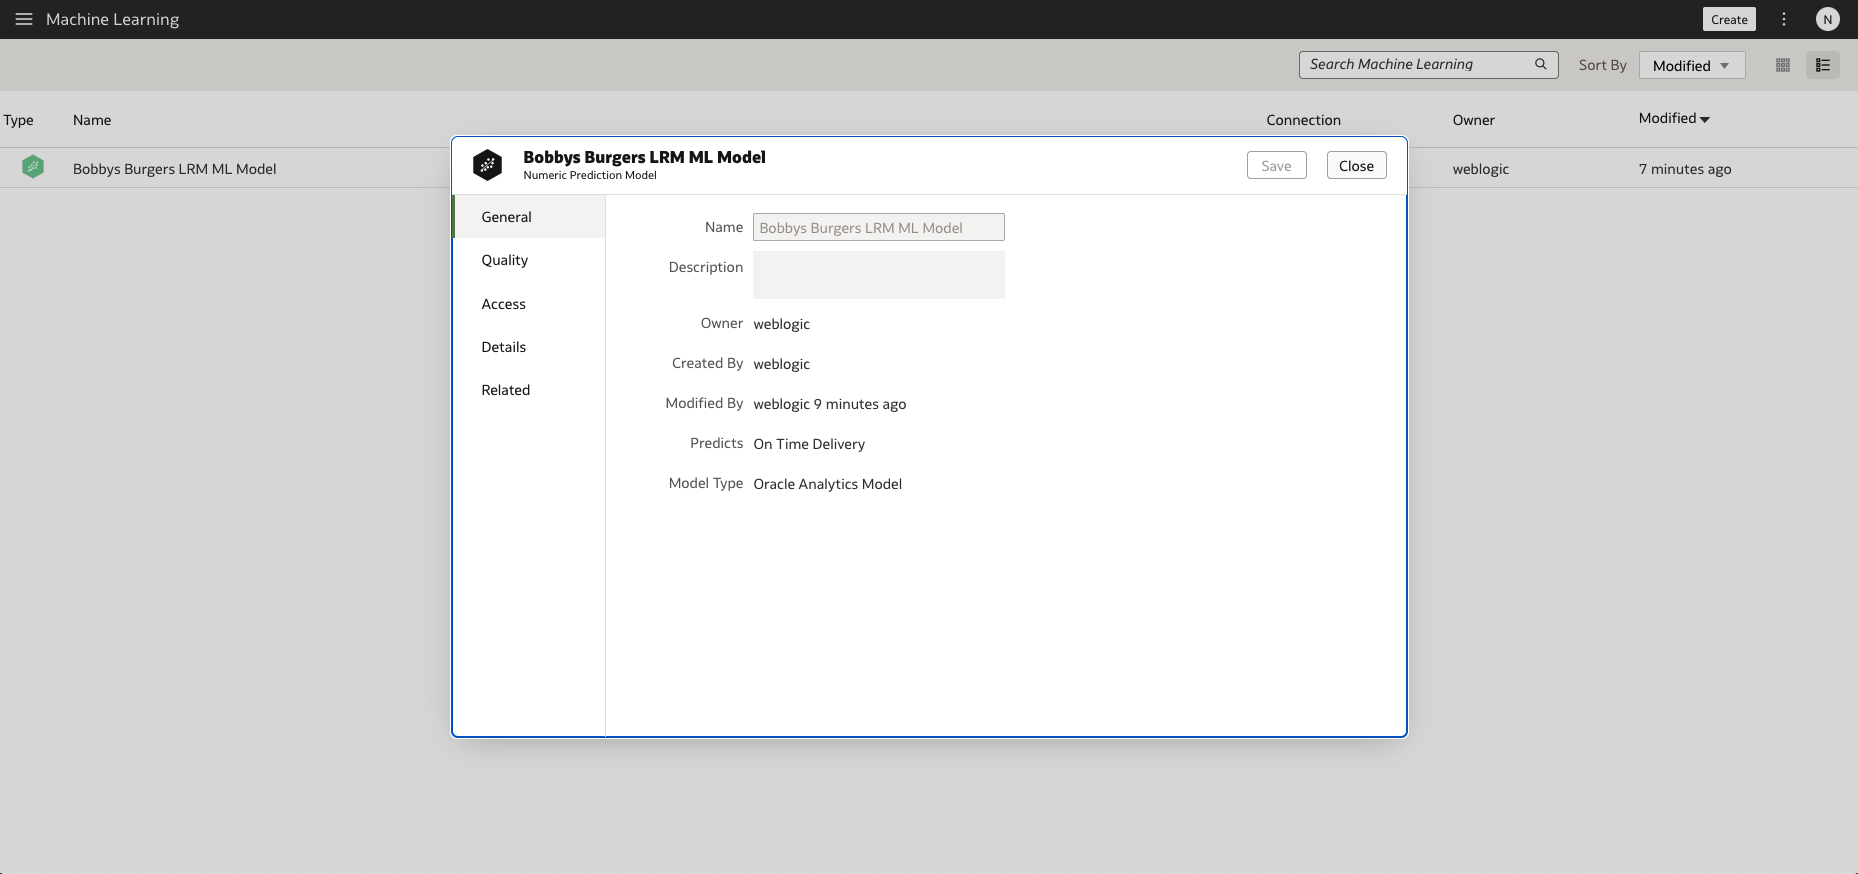 Machine Learning
Create
N
Search Machine Learning
Sort By
Modified
Type Name Connection Owner Modified
Bobbys Burgers LRM ML Model weblogic 7 minutes ago
Bobbys Burgers LRM ML Model
Numeric Prediction Model
Save
Close
General
Quality
Access
Details
Related
Name Bobbys Burgers LRM ML Model
Description
Owner weblogic
Created By weblogic
Modified By weblogic 9 minutes ago
Predicts On Time Delivery
Model Type Oracle Analytics Model